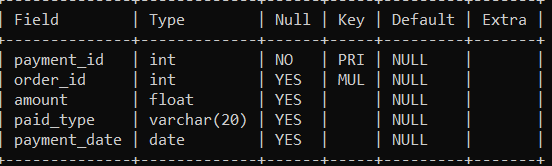 | Field | Type | Null | Key | Default | Extra |
| payment_id | int | NO | PRI | NULL | |
| order_id | int | YES | MUL | NULL | |
| amount | float | YES | | NULL | |
| paid_type | varchar(20) | YES | | NULL | |
| payment_date | date | YES | | NULL | |